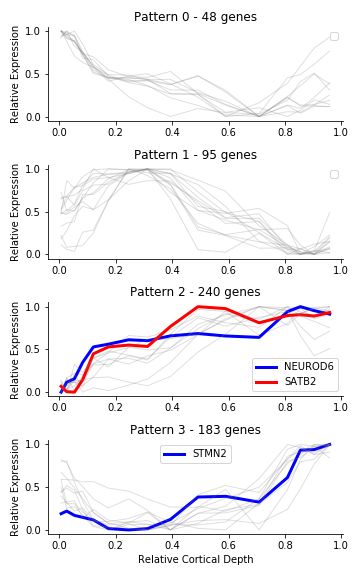 Pattern 0 - 48 genes
Relative Expression
1.0
0.5
0.0
0.0 0.2 0.4 0.6 0.8 1.0
Pattern 1 - 95 genes
Relative Expression
1.0
0.5
0.0
0.0 0.2 0.4 0.6 0.8 1.0
Pattern 2 - 240 genes
Relative Expression
1.0
0.5
0.0
NEUROD6
SATB2
0.0 0.2 0.4 0.6 0.8 1.0
Pattern 3 - 183 genes
Relative Expression
1.0
0.5
0.0
STMN2
0.0 0.2 0.4 0.6 0.8 1.0
Relative Cortical Depth